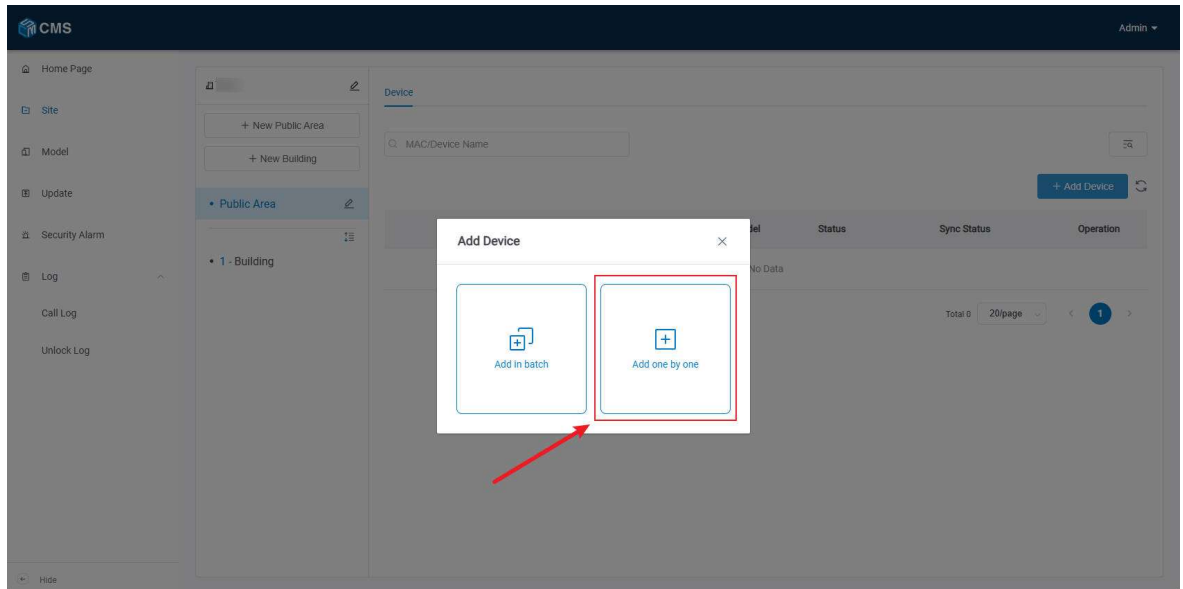 CMS
Admin
Home Page
Site
Model
Update
Security Alarm
Log
Call Log
Unlock Log
Hide
+ New Public Area
+ New Building
Public Area
1 - Building
Device
MAC/Device Name
+ Add Device
Status
Sync Status
Operation
No Data
Total 0
20/page
1
Add Device
Add in batch
Add one by one